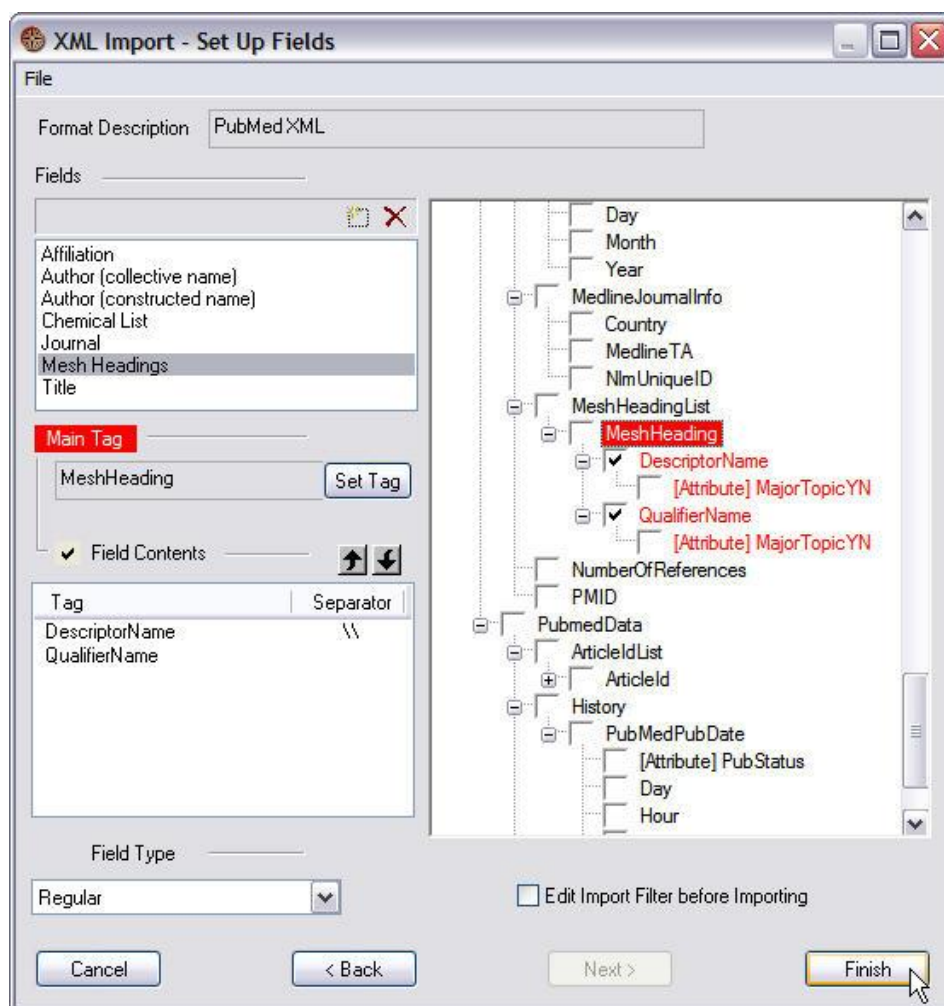 XML Import - Set Up Fields
File
Format Description PubMed XML
Fields
Affiliation
Author (collective name)
Author (constructed name)
Chemical List
Journal
Mesh Headings
Title
Main Tag
MeshHeading Set Tag
Field Contents
Tag Separator
DescriptorName \\
QualifierName
Field Type
Regular
Day
Month
Year
MedlineJournalInfo
Country
MedlineTA
NlmUniqueID
MeshHeadingList
MeshHeading
DescriptorName
[Attribute] MajorTopicYN
QualifierName
[Attribute] MajorTopicYN
NumberOfReferences
PMID
PubmedData
ArticleIdList
ArticleId
History
PubMedPubDate
[Attribute] PubStatus
Day
Hour
Edit Import Filter before Importing
Cancel < Back Next > Finish